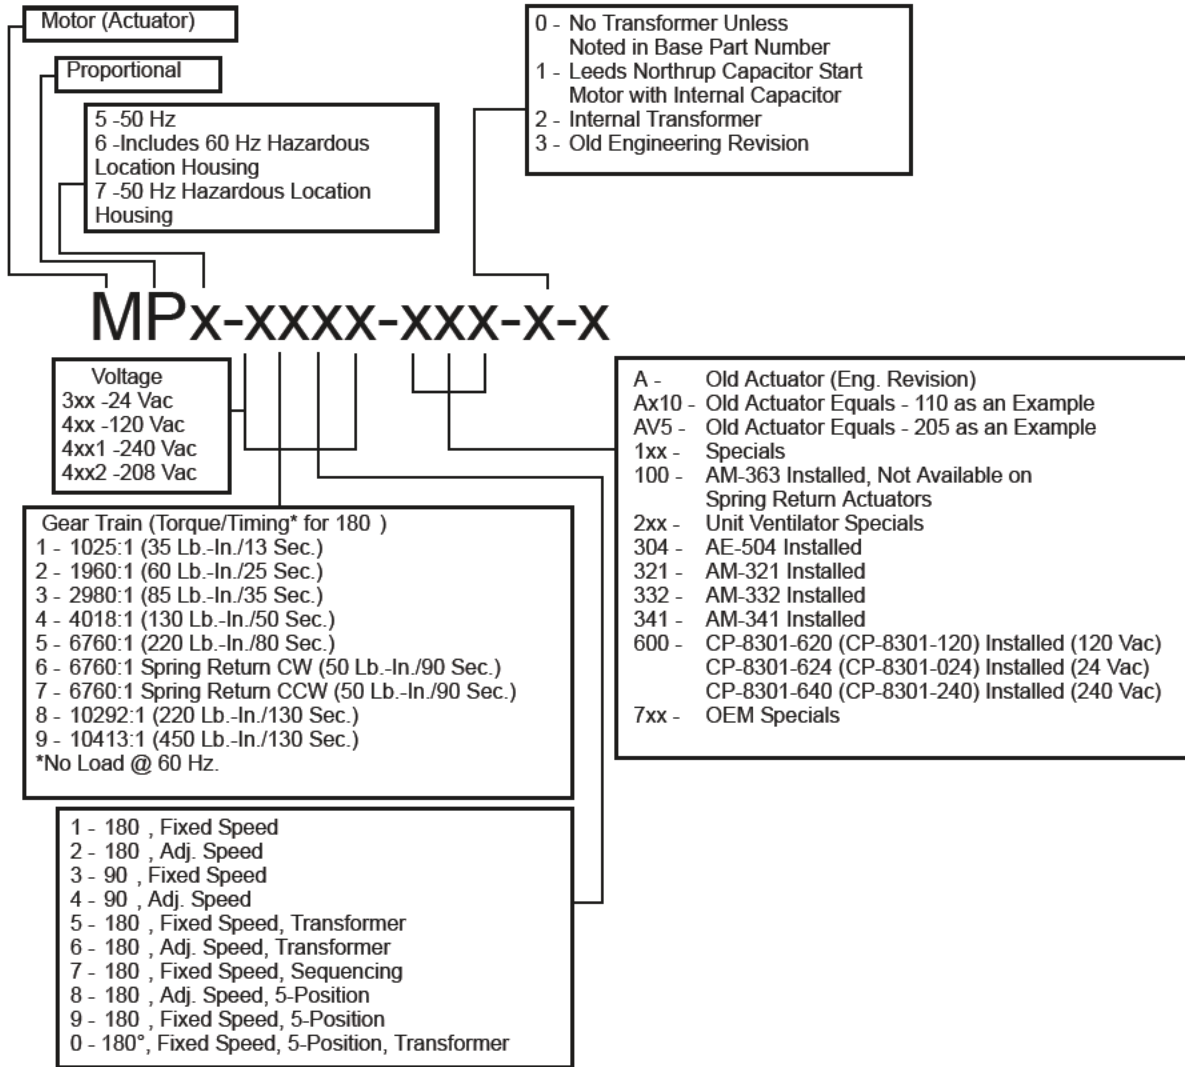 Motor (Actuator)
Proportional
5 -50 Hz
6 -Includes 60 Hz Hazardous
Location Housing
7 -50 Hz Hazardous Location
Housing
0 - No Transformer Unless
Noted in Base Part Number
1 - Leeds Northrup Capacitor Start
Motor with Internal Capacitor
2 - Internal Transformer
3 - Old Engineering Revision
MPx-xxxx-xxx-x-x
Voltage
3xx -24 Vac
4xx -120 Vac
4xx1 -240 Vac
4xx2 -208 Vac
Gear Train (Torque/Timing* for 180 )
1 - 1025:1 (35 Lb.-In./13 Sec.)
2 - 1960:1 (60 Lb.-In./25 Sec.)
3 - 2980:1 (85 Lb.-In./35 Sec.)
4 - 4018:1 (130 Lb.-In./50 Sec.)
5 - 6760:1 (220 Lb.-In./80 Sec.)
6 - 6760:1 Spring Return CW (50 Lb.-In./90 Sec.)
7 - 6760:1 Spring Return CCW (50 Lb.-In./90 Sec.)
8 - 10292:1 (220 Lb.-In./130 Sec.)
9 - 10413:1 (450 Lb.-In./130 Sec.)
*No Load @ 60 Hz.
1 - 180 , Fixed Speed
2 - 180 , Adj. Speed
3 - 90 , Fixed Speed
4 - 90 , Adj. Speed
5 - 180 , Fixed Speed, Transformer
6 - 180 , Adj. Speed, Transformer
7 - 180 , Fixed Speed, Sequencing
8 - 180 , Adj. Speed, 5-Position
9 - 180 , Fixed Speed, 5-Position
0 - 180°, Fixed Speed, 5-Position, Transformer
A - Old Actuator (Eng. Revision)
Ax10 - Old Actuator Equals - 110 as an Example
AV5 - Old Actuator Equals - 205 as an Example
1xx - Specials
100 - AM-363 Installed, Not Available on
Spring Return Actuators
2xx - Unit Ventilator Specials
304 - AE-504 Installed
321 - AM-321 Installed
332 - AM-332 Installed
341 - AM-341 Installed
600 - CP-8301-620 (CP-8301-120) Installed (120 Vac)
CP-8301-624 (CP-8301-024) Installed (24 Vac)
CP-8301-640 (CP-8301-240) Installed (240 Vac)
7xx - OEM Specials